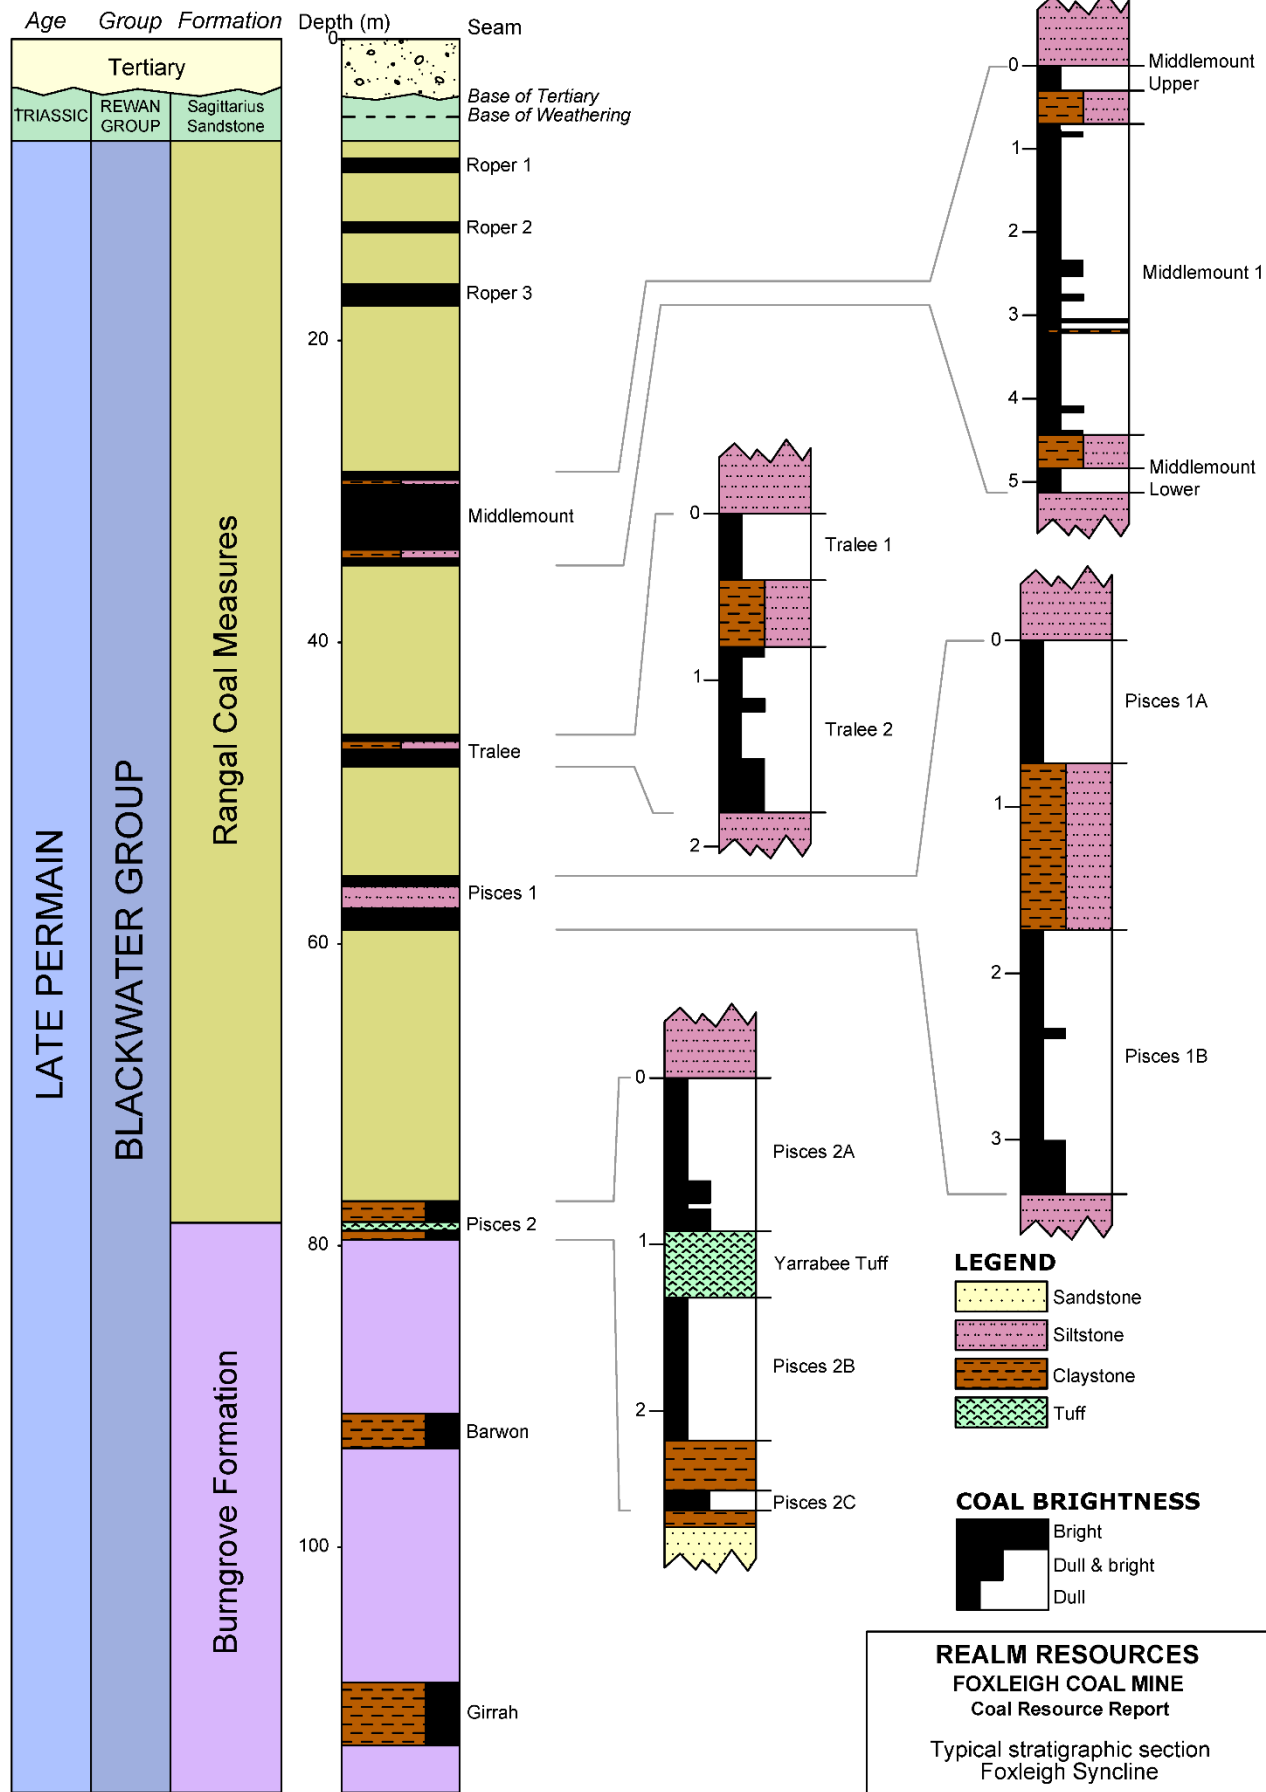 Age Group Formation Depth (m) Seam
0
Tertiary
Base of Tertiary
TRIASSIC
REWAN
GROUP
Sagittarius
Sandstone
Base of Weathering
Roper 1
Roper 2
Roper 3
20
Middlemount
40
Tralee
Pisces 1
60
Pisces 2
80
Barwon
100
Girrah
LATE PERMAIN
BLACKWATER GROUP
Rangal Coal Measures
Burngrove Formation
0
Middlemount
Upper
1
2
Middlemount 1
3
4
Middlemount
Lower
5
0
Tralee 1
1
Tralee 2
2
0
Pisces 1A
1
2
Pisces 1B
3
0
Pisces 2A
1
Yarrabee Tuff
Pisces 2B
2
Pisces 2C
LEGEND
Sandstone
Siltstone
Claystone
Tuff
COAL BRIGHTNESS
Bright
Dull & bright
Dull
REALM RESOURCES
FOXLEIGH COAL MINE
Coal Resource Report
Typical stratigraphic section
Foxleigh Syncline